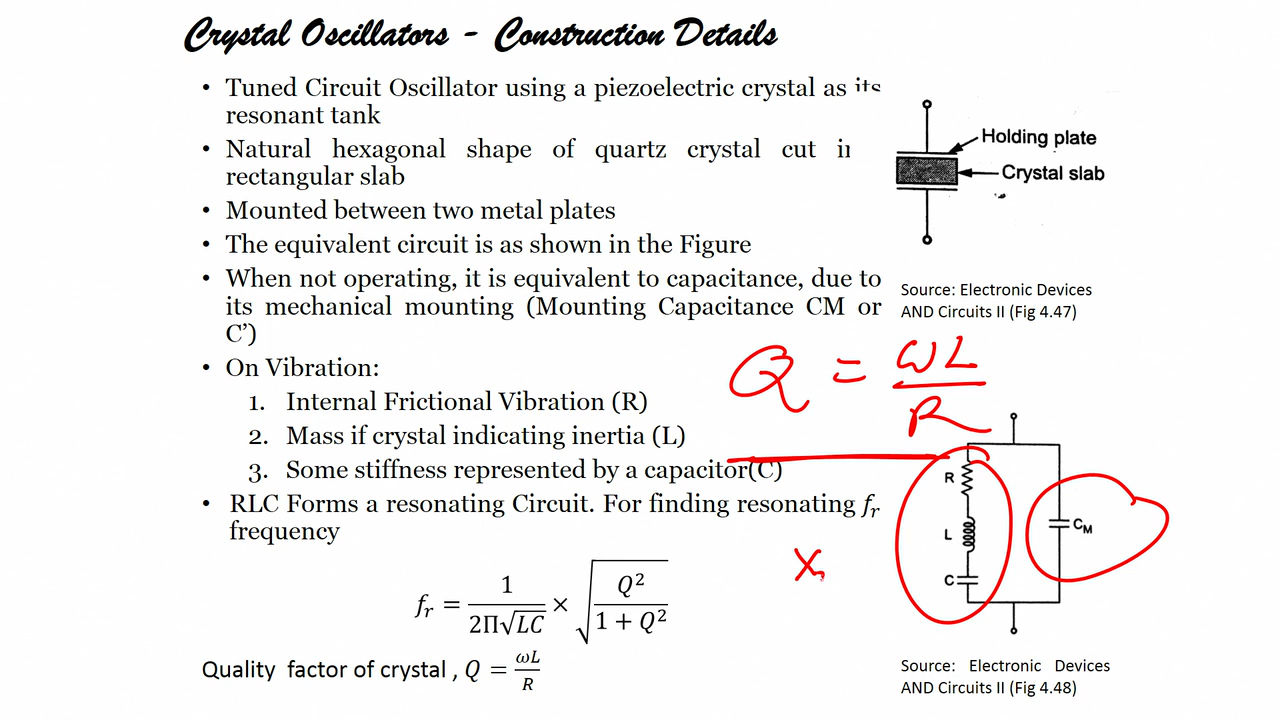 Crystal Oscillators - Construction Details
• Tuned Circuit Oscillator using a piezoelectric crystal as its
resonant tank
• Natural hexagonal shape of quartz crystal cut
rectangular slab
• Mounted between two metal plates
• The equivalent circuit is as shown in the Figure
• When not operating, it is equivalent to capacitance, due to
its mechanical mounting (Mounting Capacitance CM or
C’)
• On Vibration:
1. Internal Frictional Vibration (R)
2. Mass if crystal indicating inertia (L)
3. Some stiffness represented by a capacitor(C)
• RLC Forms a resonating Circuit. For finding resonating fr
frequency
fr = 1 / 2Π√LC × √(Q² / 1 + Q²)
Quality factor of crystal , Q = ωL / R
Holding plate
Crystal slab
Source: Electronic Devices
AND Circuits II (Fig 4.47)
Q = ωL / R
R
L
C
CM
Source: Electronic Devices
AND Circuits II (Fig 4.48)